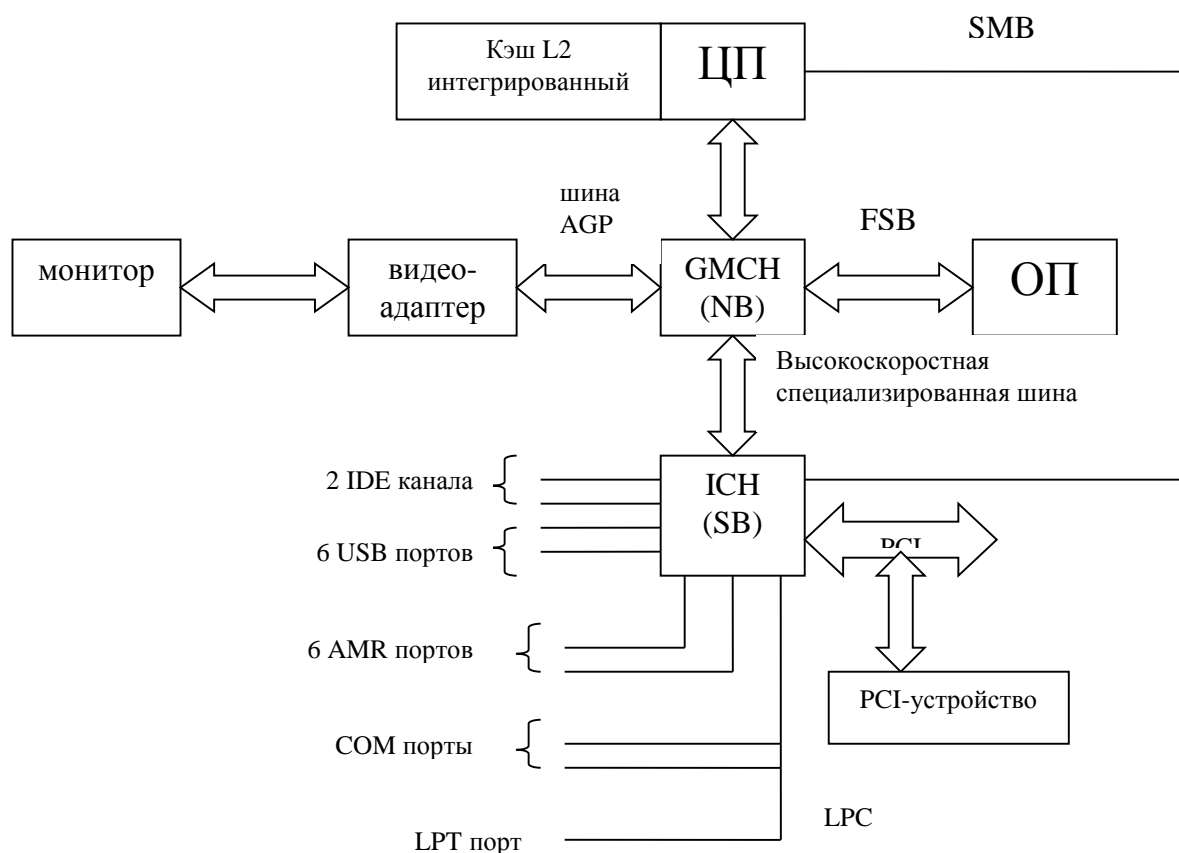 SMB
Кэш L2
интегрированный
ЦП
шина
AGP
FSB
монитор
видео-
адаптер
GMCH
(NB)
ОП
Высокоскоростная
специализированная шина
2 IDE канала
ICH
(SB)
6 USB портов
PCI
6 AMR портов
PCI-устройство
COM порты
LPC
LPT порт